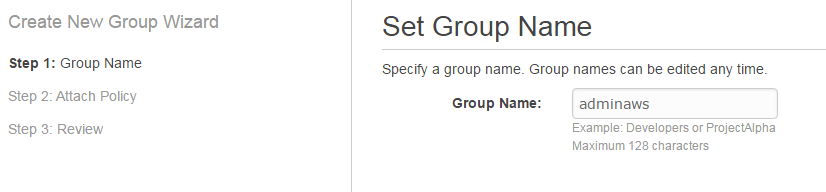 Create New Group Wizard
Step 1: Group Name
Step 2: Attach Policy
Step 3: Review
Set Group Name
Specify a group name. Group names can be edited any time.
Group Name: adminaws
Example: Developers or ProjectAlpha
Maximum 128 characters